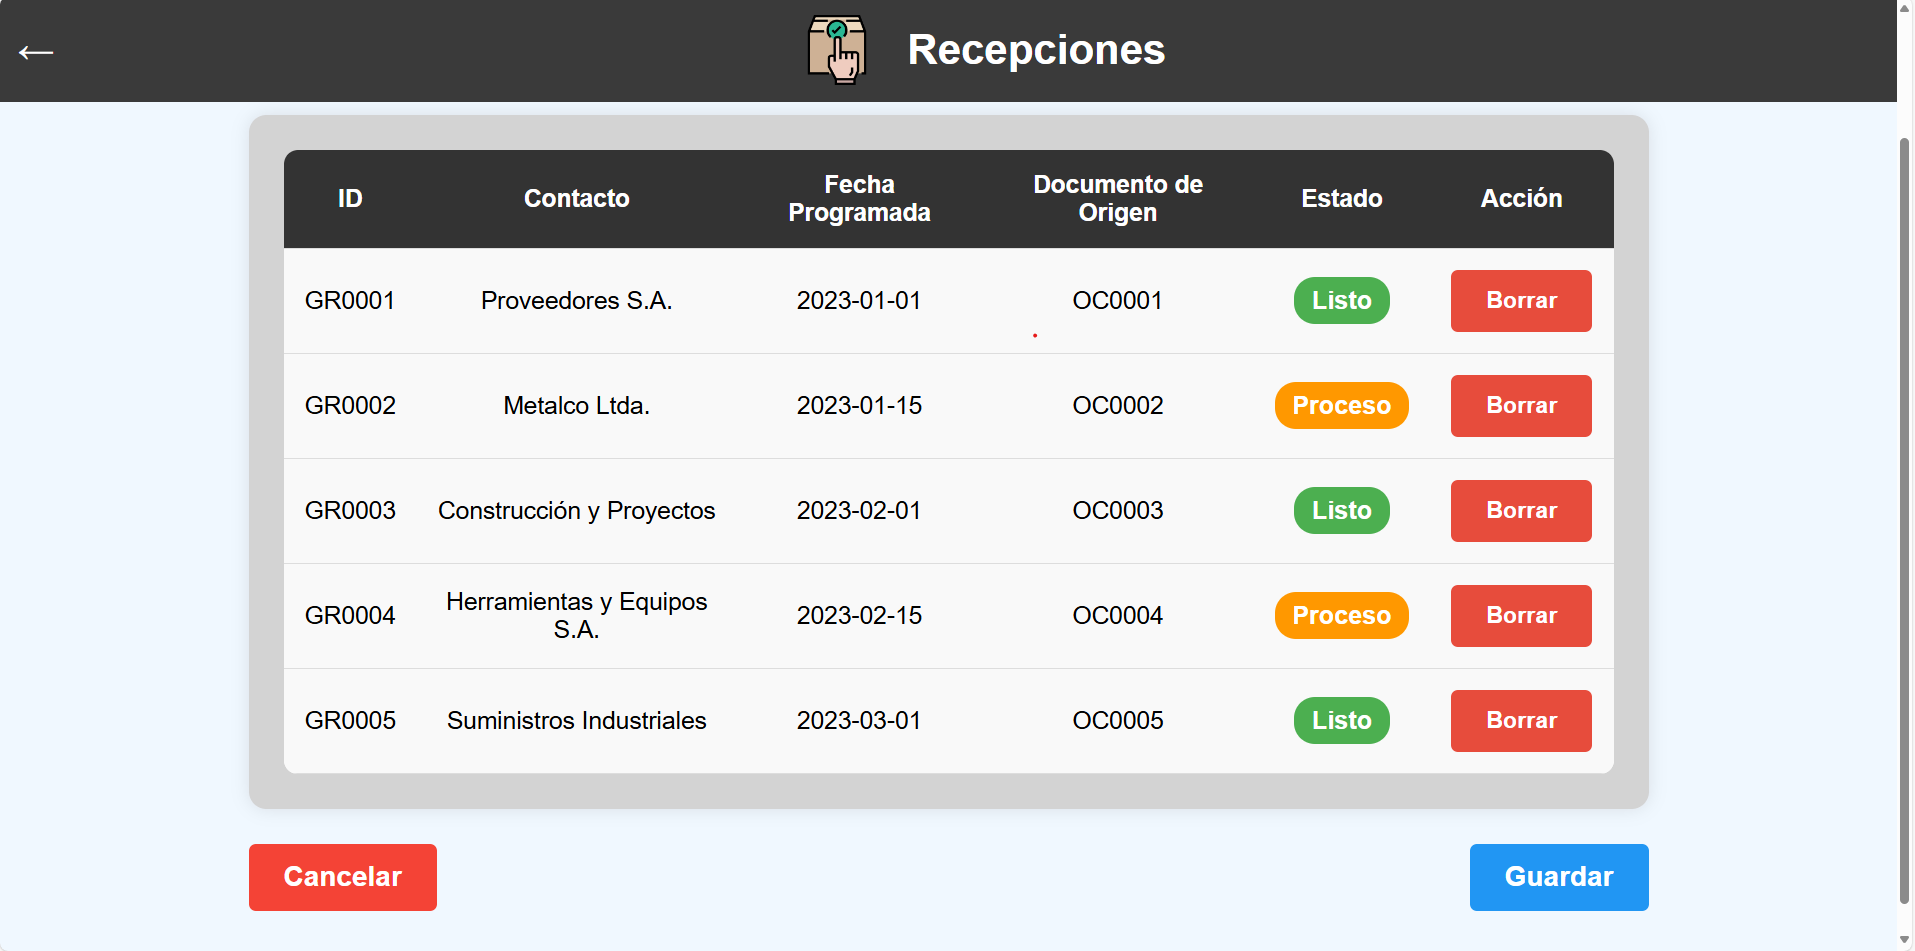 Recepciones
ID Contacto Fecha Programada Documento de Origen Estado Acción
GR0001 Proveedores S.A. 2023-01-01 OC0001 Listo Borrar
GR0002 Metalco Ltda. 2023-01-15 OC0002 Proceso Borrar
GR0003 Construcción y Proyectos 2023-02-01 OC0003 Listo Borrar
GR0004 Herramientas y Equipos S.A. 2023-02-15 OC0004 Proceso Borrar
GR0005 Suministros Industriales 2023-03-01 OC0005 Listo Borrar
Cancelar Guardar